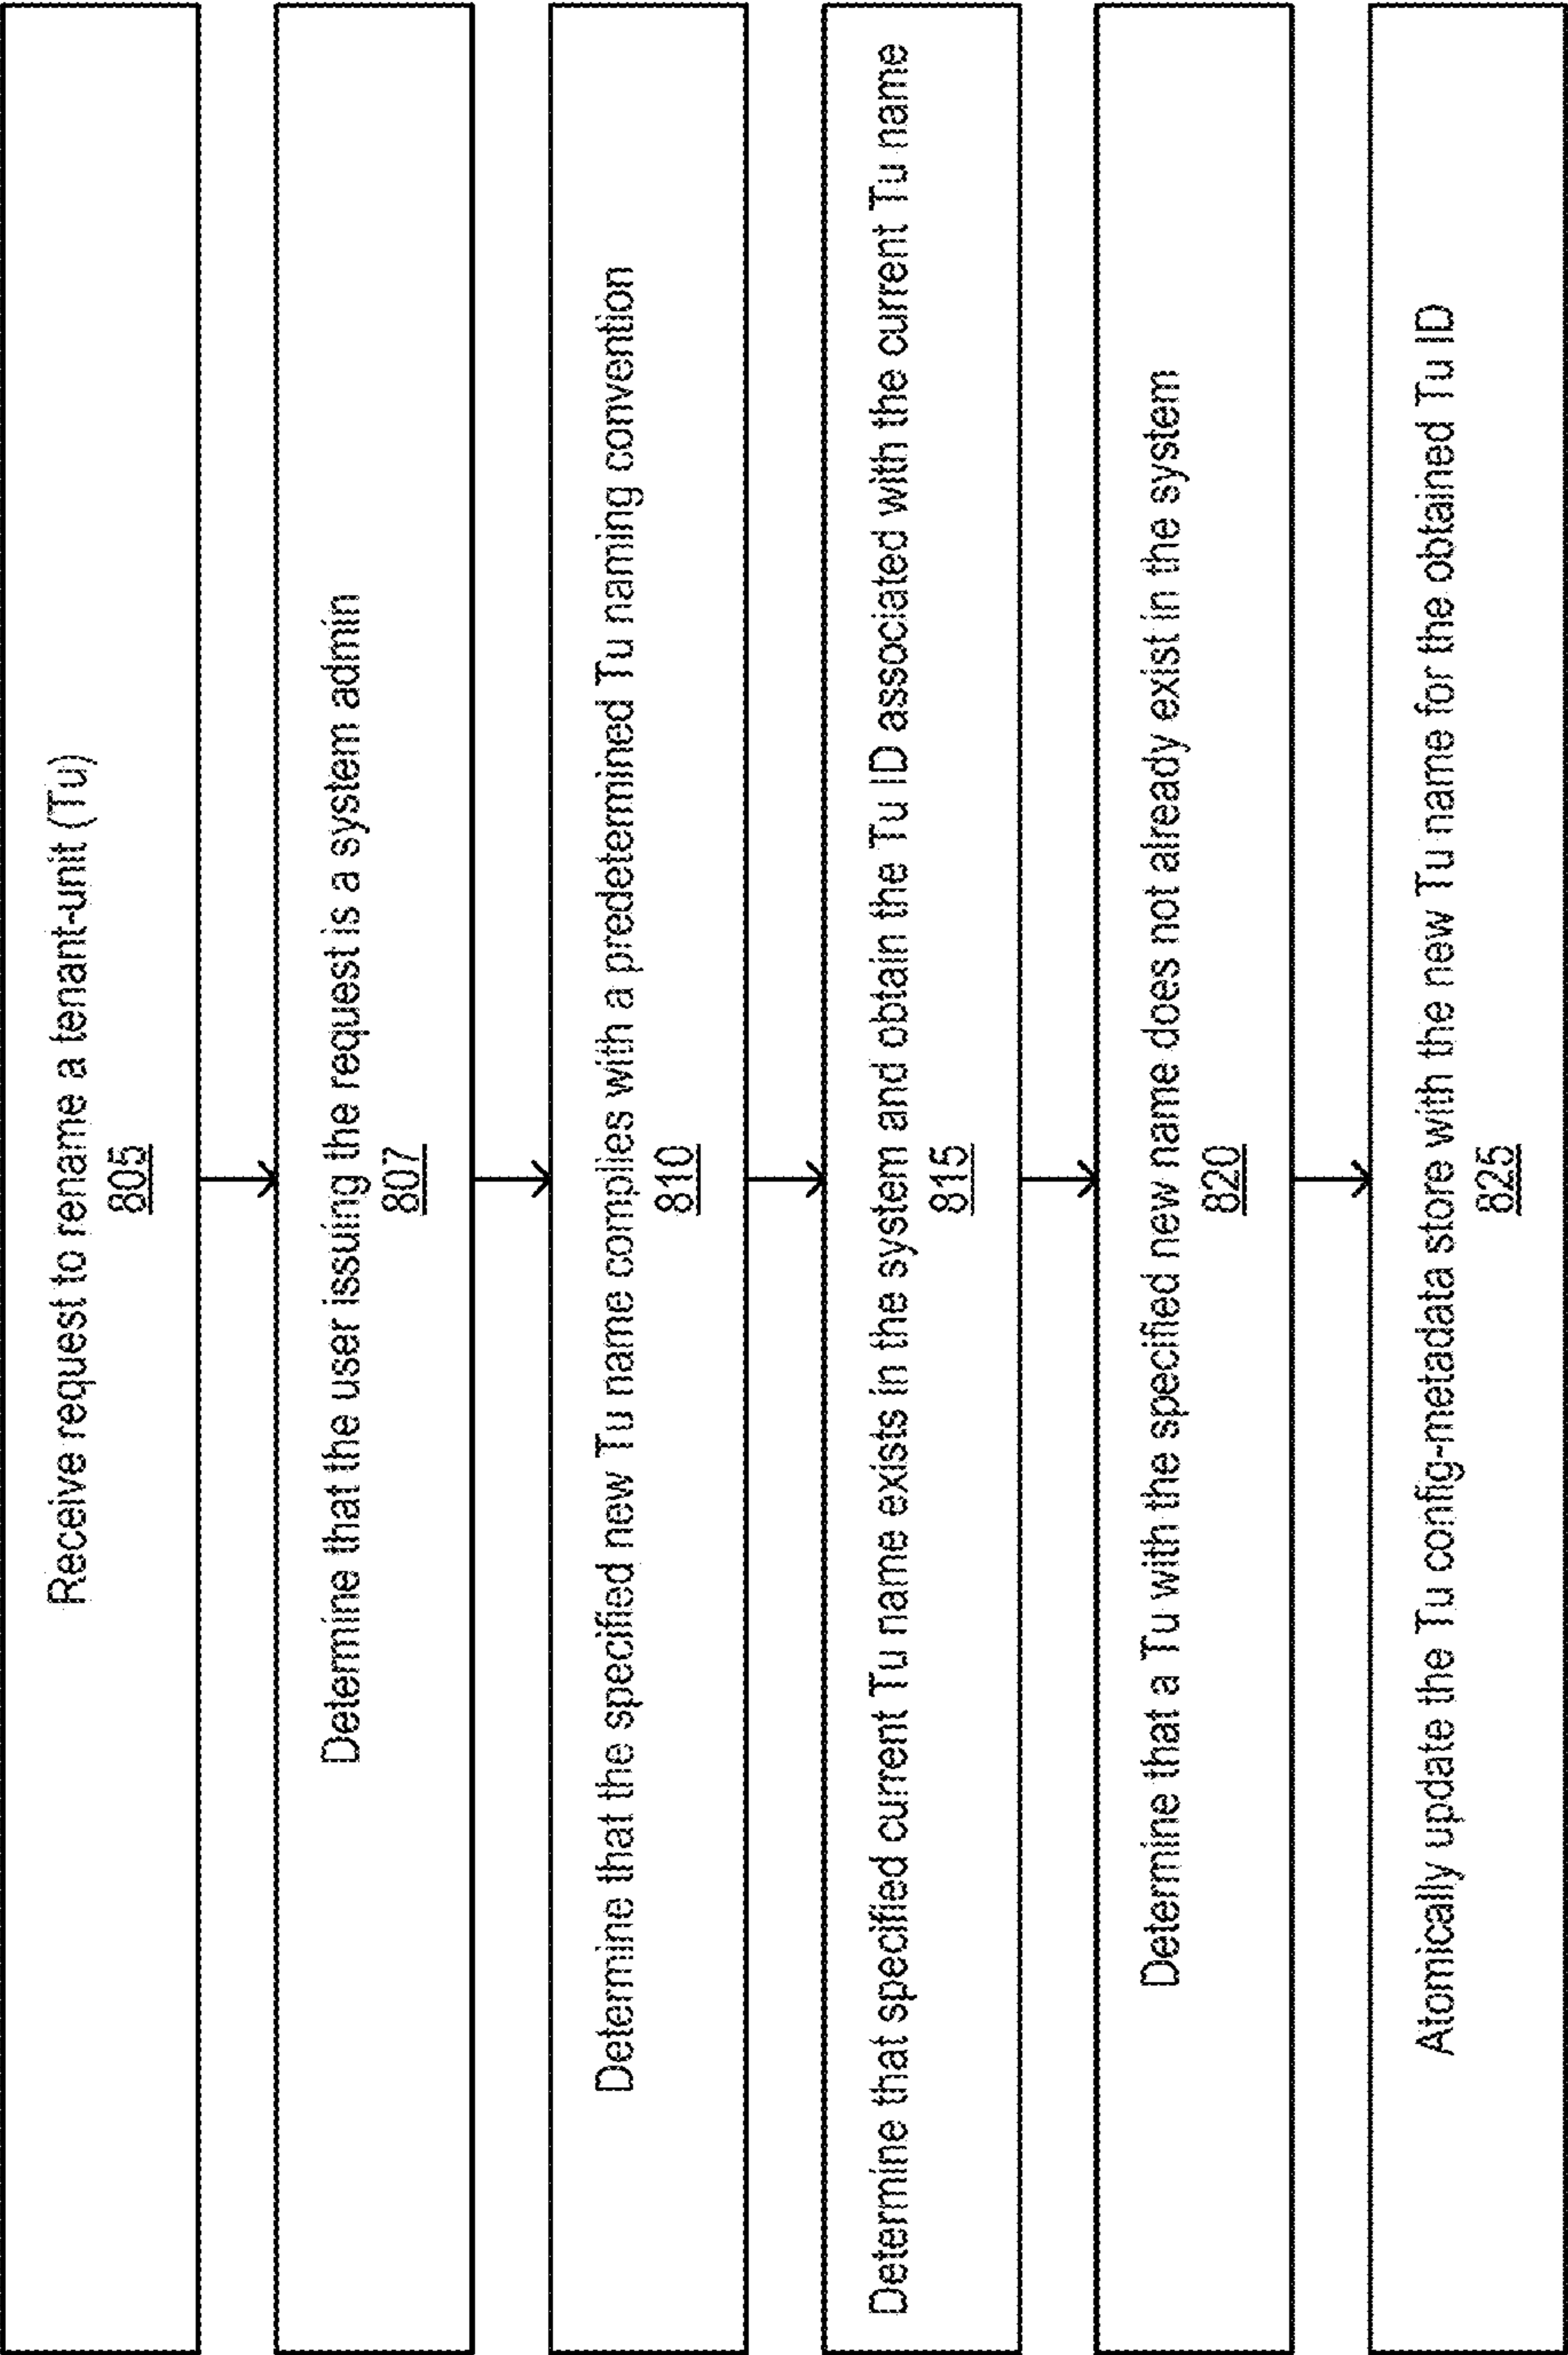 Receive request to rename a tenant-unit (Tu)
805
Determine that the user issuing the request is a system admin
807
Determine that the specified new Tu name complies with a predetermined Tu naming convention
810
Determine that specified current Tu name exists in the system and obtain the Tu ID associated with the current Tu name
815
Determine that a Tu with the specified new name does not already exist in the system
820
Atomically update the Tu config-metadata store with the new Tu name for the obtained Tu ID
825